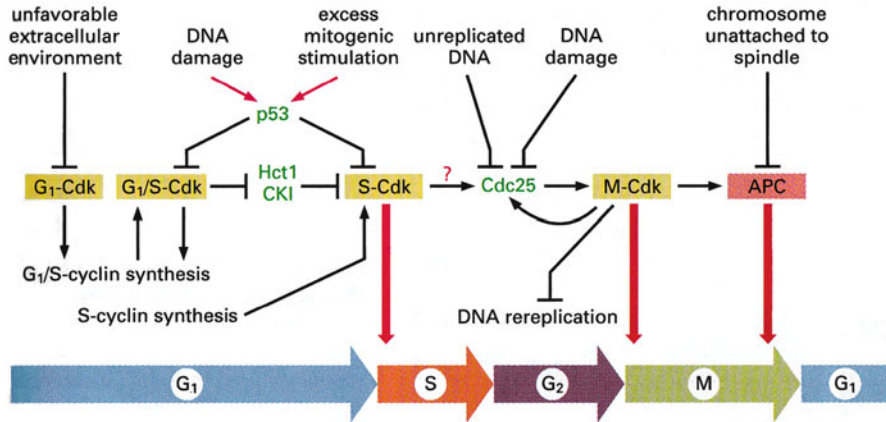 unfavorable
extracellular
environment
DNA
damage
excess
mitogenic
stimulation
unreplicated
DNA
DNA
damage
chromosome
unattached to
spindle
p53
G1-Cdk
G1/S-Cdk
Hct1
CKI
S-Cdk
?
Cdc25
M-Cdk
APC
G1/S-cyclin synthesis
S-cyclin synthesis
DNA rereplication
G1
S
G2
M
G1